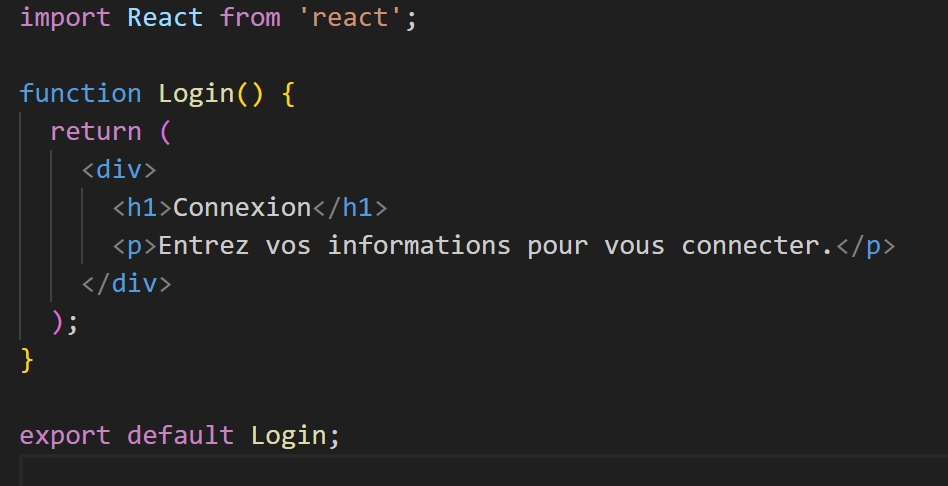 import React from 'react';
function Login() {
return (
<div>
<h1>Connexion</h1>
<p>Entrez vos informations pour vous connecter.</p>
</div>
);
}
export default Login;